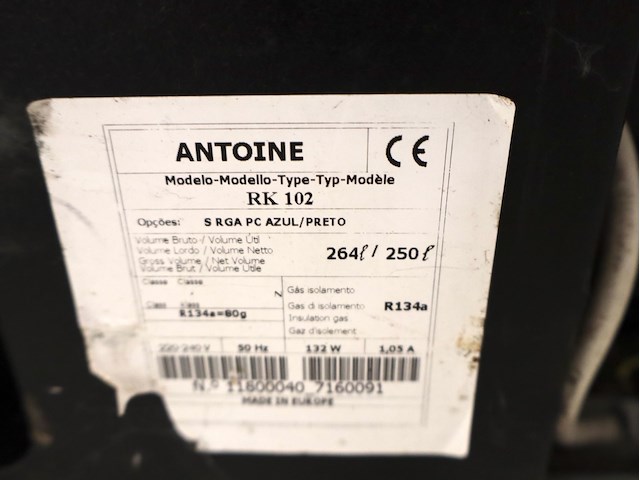 ANTOINE CE
Modelo-Modello-Type-Typ-Modèle
RK 102
Opções: S RGA PC AZUL/PRETO
Volume Bruto / Volume Útil
Volume Lordo / Volume Netto
Gross Volume / Net Volume
Volume Brut / Volume Utile
264ℓ / 250ℓ
Classe Classe
N
Class Klass
R134a=80g
Gás isolamento
Gas di isolamento
Insulation gas
Gaz d'isolement
R134a
220-240 V 50 Hz 132 W 1,05 A
N.º 11800040 7160091
MADE IN EUROPE